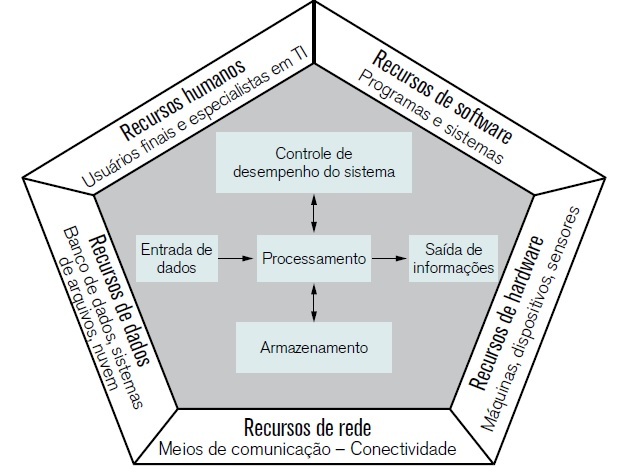 Recursos humanos
Usuários finais e especialistas em TI
Recursos de software
Programas e sistemas
Controle de
desempenho do sistema
Entrada de
dados
Processamento
Saída de
informações
Armazenamento
Recursos de dados
Banco de dados, sistemas
de arquivos, nuvem
Recursos de hardware
Máquinas, dispositivos, sensores
Recursos de rede
Meios de comunicação – Conectividade